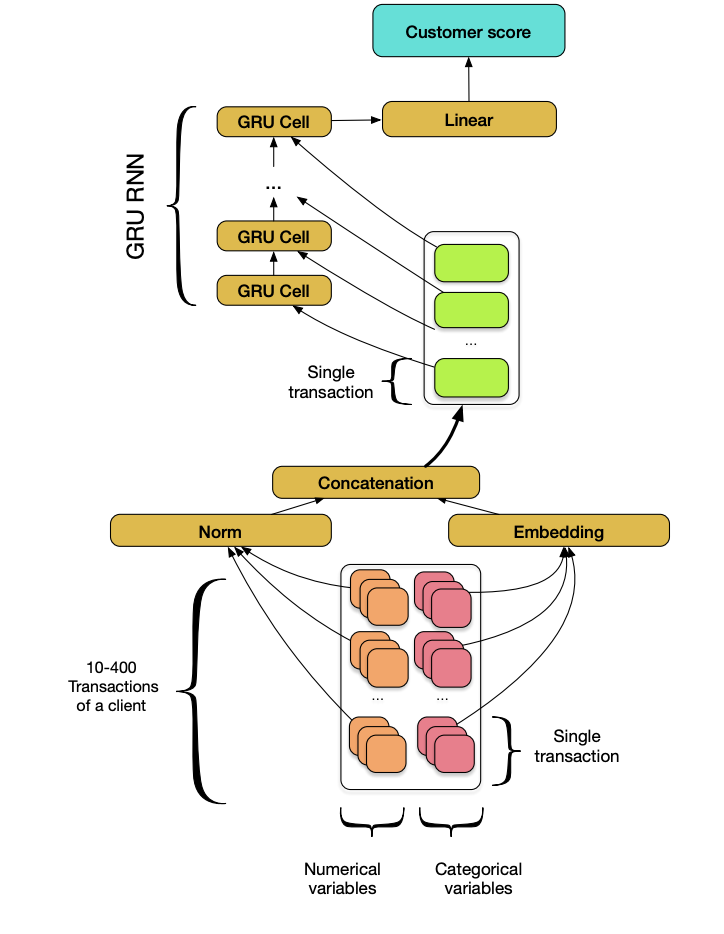 Customer score
GRU Cell
Linear
GRU RNN
...
GRU Cell
GRU Cell
...
Single
transaction
Concatenation
Norm
Embedding
10-400
Transactions
of a client
... ...
Single
transaction
Numerical
variables
Categorical
variables